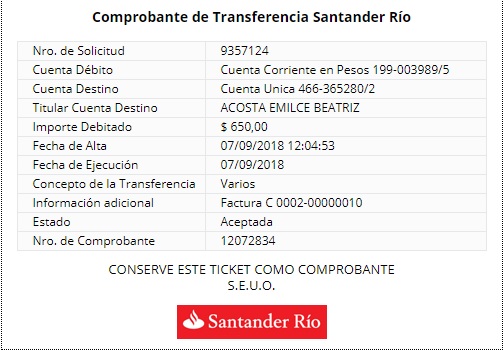 Comprobante de Transferencia Santander Río
Nro. de Solicitud 9357124
Cuenta Débito Cuenta Corriente en Pesos 199-003989/5
Cuenta Destino Cuenta Unica 466-365280/2
Titular Cuenta Destino ACOSTA EMILCE BEATRIZ
Importe Debitado $ 650,00
Fecha de Alta 07/09/2018 12:04:53
Fecha de Ejecución 07/09/2018
Concepto de la Transferencia Varios
Información adicional Factura C 0002-00000010
Estado Aceptada
Nro. de Comprobante 12072834
CONSERVE ESTE TICKET COMO COMPROBANTE
S.E.U.O.
Santander Río